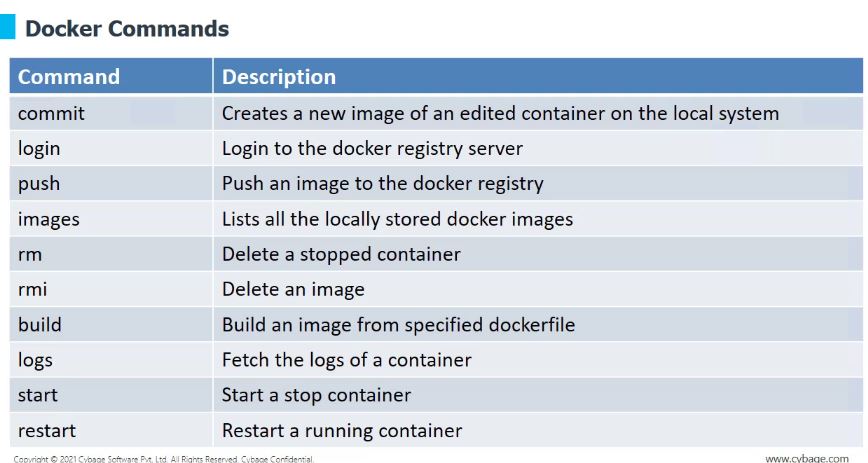 Docker Commands
Command Description
commit Creates a new image of an edited container on the local system
login Login to the docker registry server
push Push an image to the docker registry
images Lists all the locally stored docker images
rm Delete a stopped container
rmi Delete an image
build Build an image from specified dockerfile
logs Fetch the logs of a container
start Start a stop container
restart Restart a running container
Copyright © 2021 Cybage Software Pvt. Ltd. All Rights Reserved. Cybage Confidential. www.cybage.com